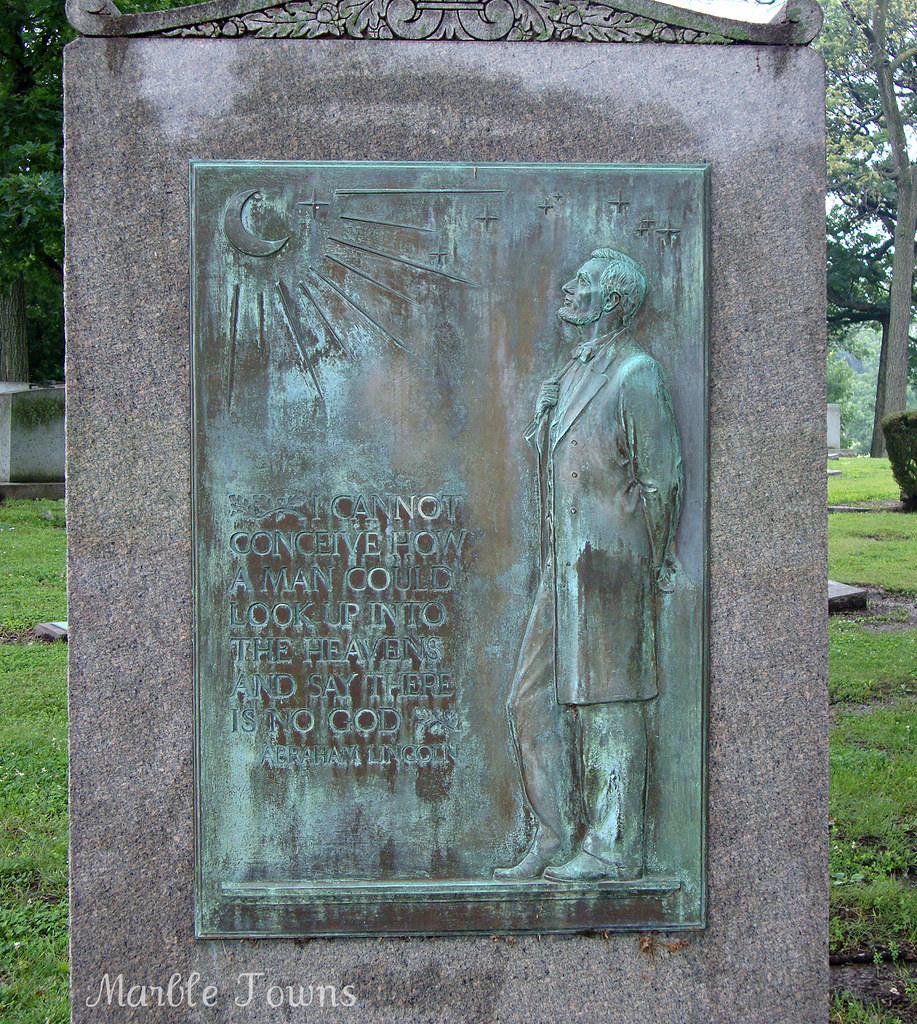 I CANNOT
CONCEIVE HOW
A MAN COULD
LOOK UP INTO
THE HEAVENS
AND SAY THERE
IS NO GOD
ABRAHAM LINCOLN
Marble Towns